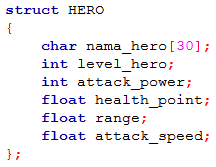 struct HERO
{
char nama_hero[30];
int level_hero;
int attack_power;
float health_point;
float range;
float attack_speed;
};